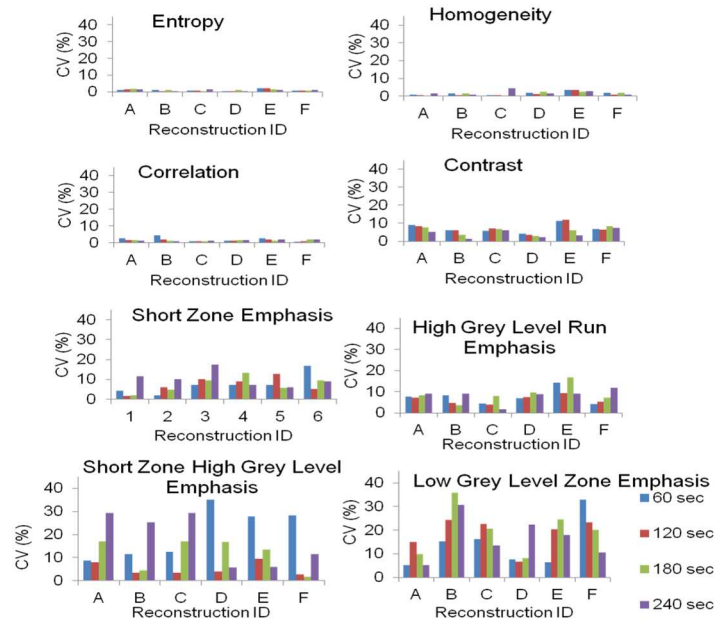 Entropy
CV (%)
40
30
20
10
0
A B C D E F
Reconstruction ID
Homogeneity
CV (%)
40
30
20
10
0
A B C D E F
Reconstruction ID
Correlation
CV (%)
40
30
20
10
0
A B C D E F
Reconstruction ID
Contrast
CV (%)
40
30
20
10
0
A B C D E F
Reconstruction ID
Short Zone Emphasis
CV (%)
40
30
20
10
0
1 2 3 4 5 6
Reconstruction ID
High Grey Level Run
Emphasis
CV (%)
40
30
20
10
0
A B C D E F
Reconstruction ID
Short Zone High Grey Level
Emphasis
CV (%)
40
30
20
10
0
A B C D E F
Reconstruction ID
Low Grey Level Zone Emphasis
CV (%)
40
30
20
10
0
A B C D E F
Reconstruction ID
60 sec
120 sec
180 sec
240 sec